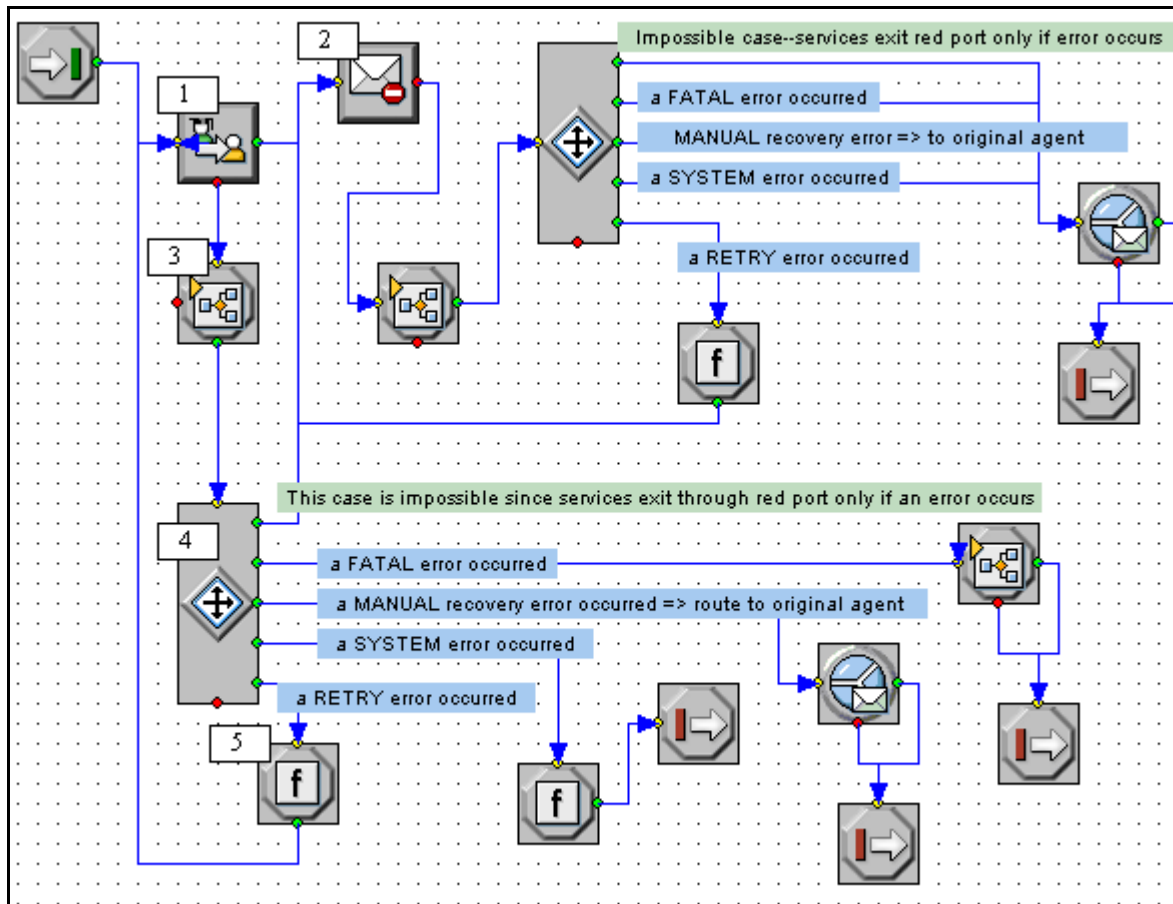 2
Impossible case--services exit red port only if error occurs
1
a FATAL error occurred
MANUAL recovery error => to original agent
a SYSTEM error occurred
3
a RETRY error occurred
f
This case is impossible since services exit through red port only if an error occurs
4
a FATAL error occurred
a MANUAL recovery error occurred => route to original agent
a SYSTEM error occurred
a RETRY error occurred
5
f
f